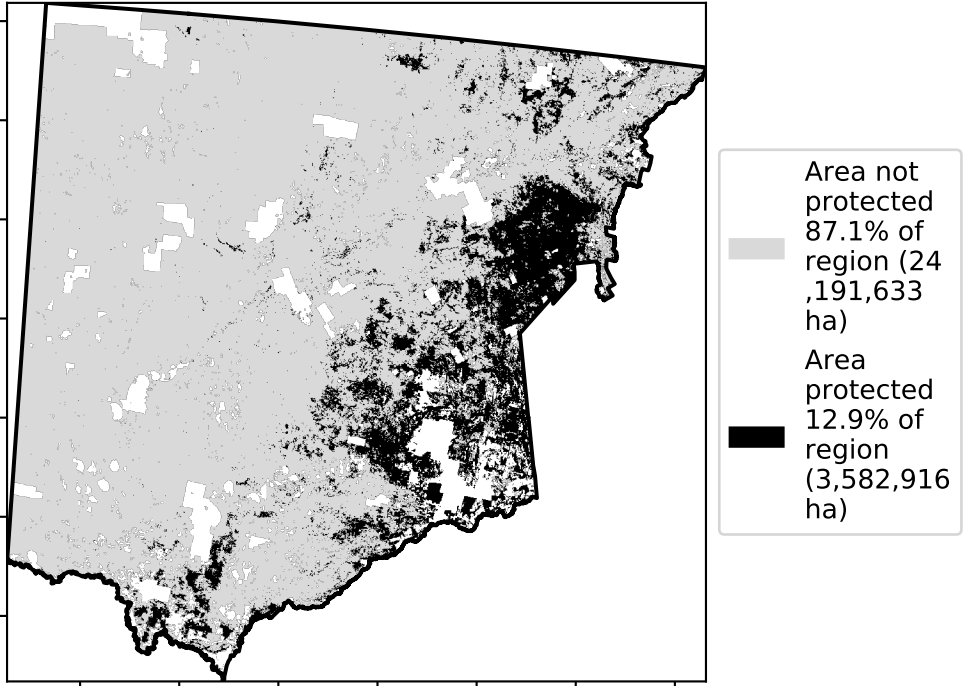 Area not
protected
87.1% of
region (24
,191,633
ha)
Area
protected
12.9% of
region
(3,582,916
ha)